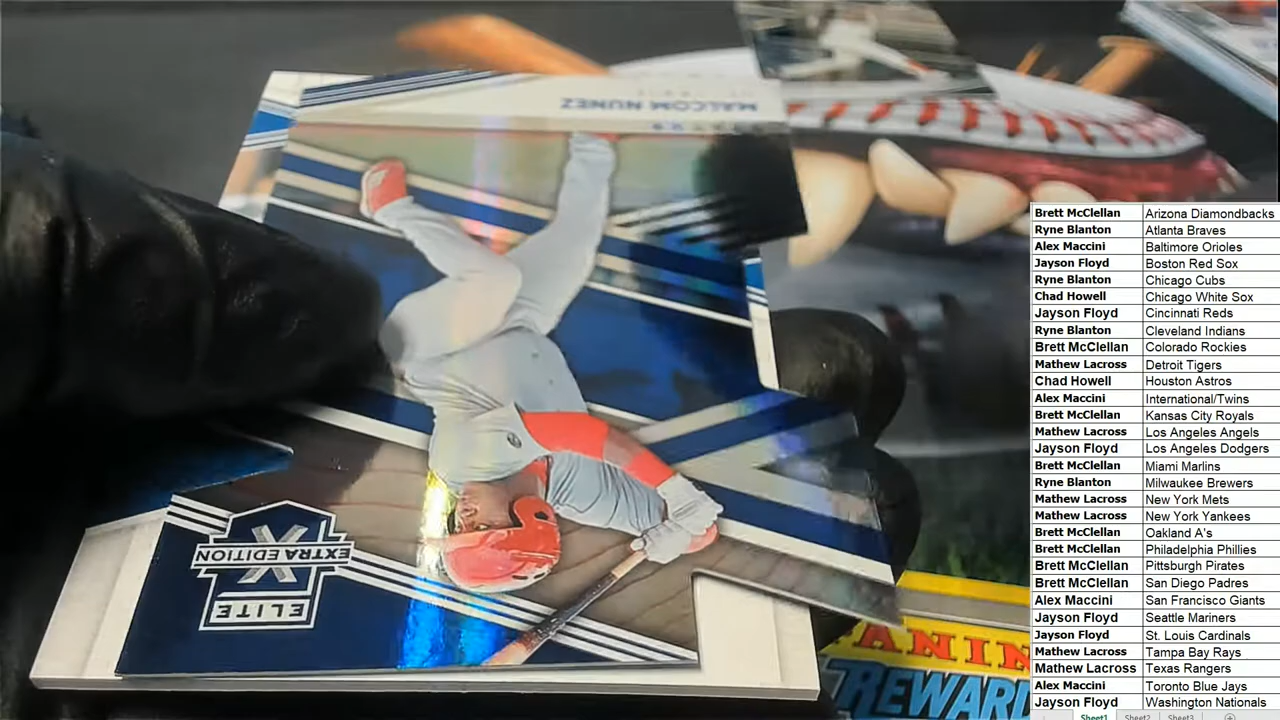 MALCOM NUNEZ
EXTRA EDITION
X
ELITE
PANINI
REWARD
Brett McClellan Arizona Diamondbacks
Ryne Blanton Atlanta Braves
Alex Maccini Baltimore Orioles
Jayson Floyd Boston Red Sox
Ryne Blanton Chicago Cubs
Chad Howell Chicago White Sox
Jayson Floyd Cincinnati Reds
Ryne Blanton Cleveland Indians
Brett McClellan Colorado Rockies
Mathew Lacross Detroit Tigers
Chad Howell Houston Astros
Alex Maccini International/Twins
Brett McClellan Kansas City Royals
Mathew Lacross Los Angeles Angels
Jayson Floyd Los Angeles Dodgers
Brett McClellan Miami Marlins
Ryne Blanton Milwaukee Brewers
Mathew Lacross New York Mets
Mathew Lacross New York Yankees
Brett McClellan Oakland A's
Brett McClellan Philadelphia Phillies
Brett McClellan Pittsburgh Pirates
Brett McClellan San Diego Padres
Alex Maccini San Francisco Giants
Jayson Floyd Seattle Mariners
Jayson Floyd St. Louis Cardinals
Mathew Lacross Tampa Bay Rays
Mathew Lacross Texas Rangers
Alex Maccini Toronto Blue Jays
Jayson Floyd Washington Nationals
Sheet1 Sheet2 Sheet3